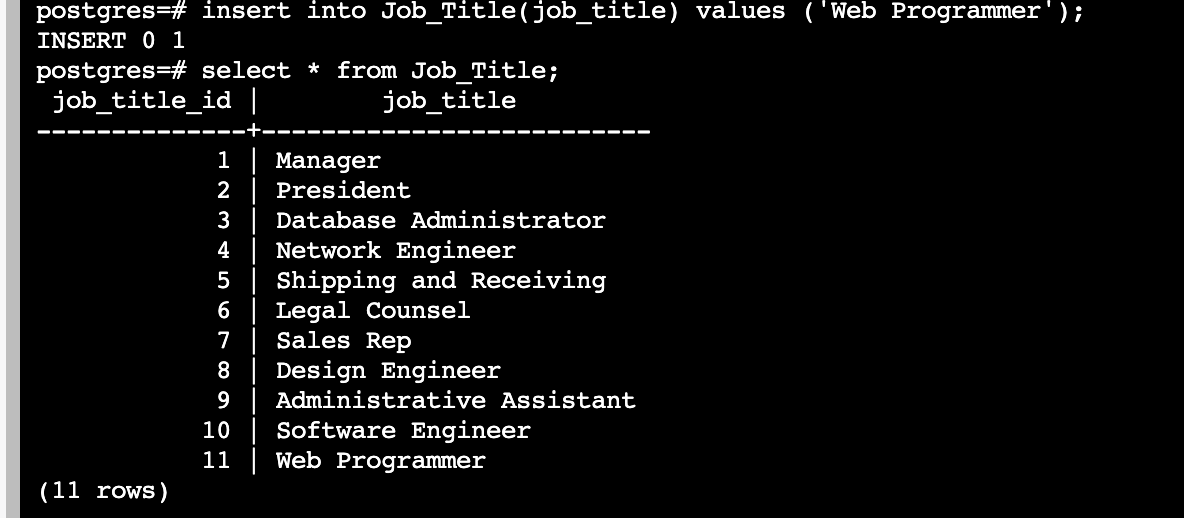 postgres=# insert into Job_Title(job_title) values ('Web Programmer');
INSERT 0 1
postgres=# select * from Job_Title;
 job_title_id |        job_title
--------------+--------------------------
            1 | Manager
            2 | President
            3 | Database Administrator
            4 | Network Engineer
            5 | Shipping and Receiving
            6 | Legal Counsel
            7 | Sales Rep
            8 | Design Engineer
            9 | Administrative Assistant
           10 | Software Engineer
           11 | Web Programmer
(11 rows)